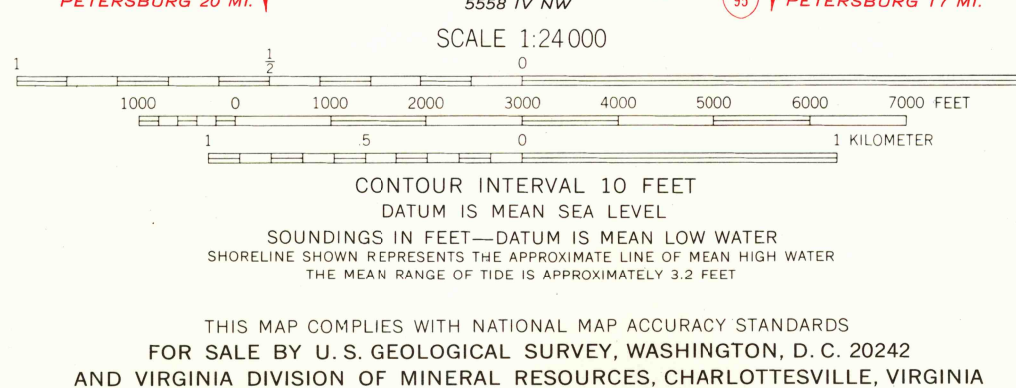 PETERSBURG 20 MI.
5558 IV NW
95 PETERSBURG 17 MI.
SCALE 1:24 000
1 1/2 0
1000 0 1000 2000 3000 4000 5000 6000 7000 FEET
1 .5 0 1 KILOMETER
CONTOUR INTERVAL 10 FEET
DATUM IS MEAN SEA LEVEL
SOUNDINGS IN FEET—DATUM IS MEAN LOW WATER
SHORELINE SHOWN REPRESENTS THE APPROXIMATE LINE OF MEAN HIGH WATER
THE MEAN RANGE OF TIDE IS APPROXIMATELY 3.2 FEET
THIS MAP COMPLIES WITH NATIONAL MAP ACCURACY STANDARDS
FOR SALE BY U. S. GEOLOGICAL SURVEY, WASHINGTON, D. C. 20242
AND VIRGINIA DIVISION OF MINERAL RESOURCES, CHARLOTTESVILLE, VIRGINIA